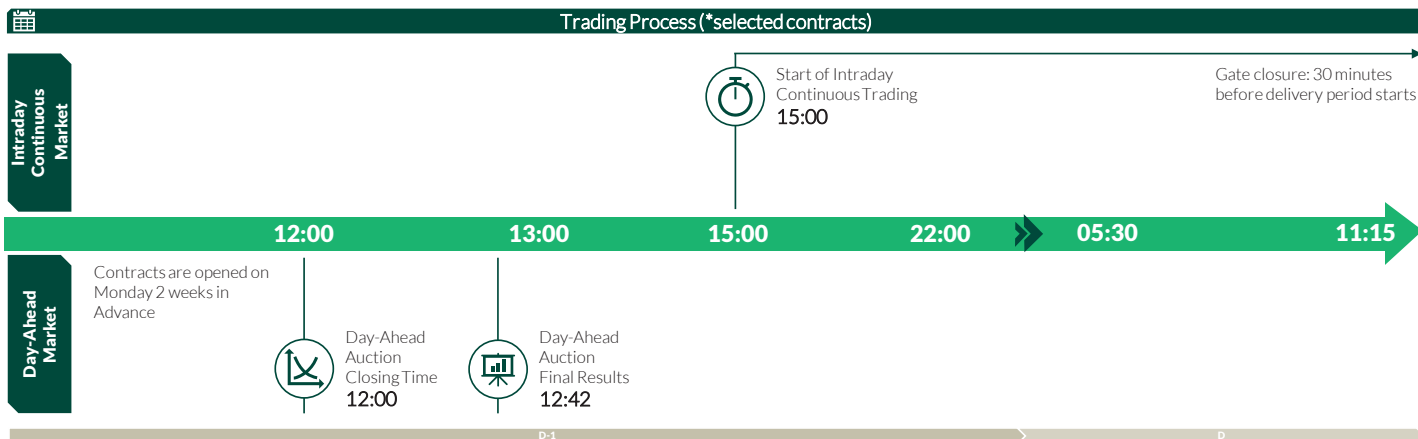 Trading Process (*selected contracts)
Intraday
Continuous
Market
Start of Intraday
Continuous Trading
15:00
Gate closure: 30 minutes
before delivery period starts
12:00
13:00
15:00
22:00
05:30
11:15
Day-Ahead
Market
Contracts are opened on
Monday 2 weeks in
Advance
Day-Ahead
Auction
Closing Time
12:00
Day-Ahead
Auction
Final Results
12:42
D-1
D